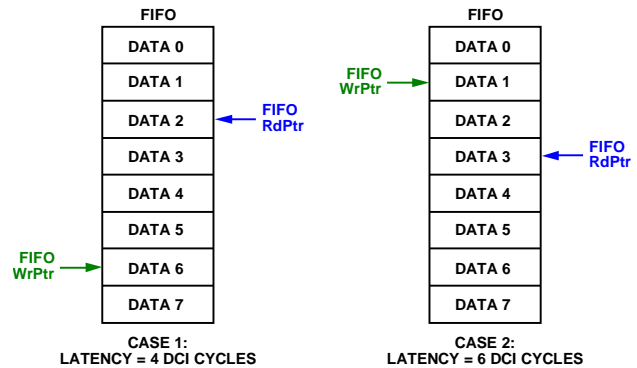 FIFO
DATA 0
DATA 1
DATA 2
DATA 3
DATA 4
DATA 5
DATA 6
DATA 7
FIFO
RdPtr
FIFO
WrPtr
CASE 1:
LATENCY = 4 DCI CYCLES
FIFO
DATA 0
DATA 1
DATA 2
DATA 3
DATA 4
DATA 5
DATA 6
DATA 7
FIFO
WrPtr
FIFO
RdPtr
CASE 2:
LATENCY = 6 DCI CYCLES